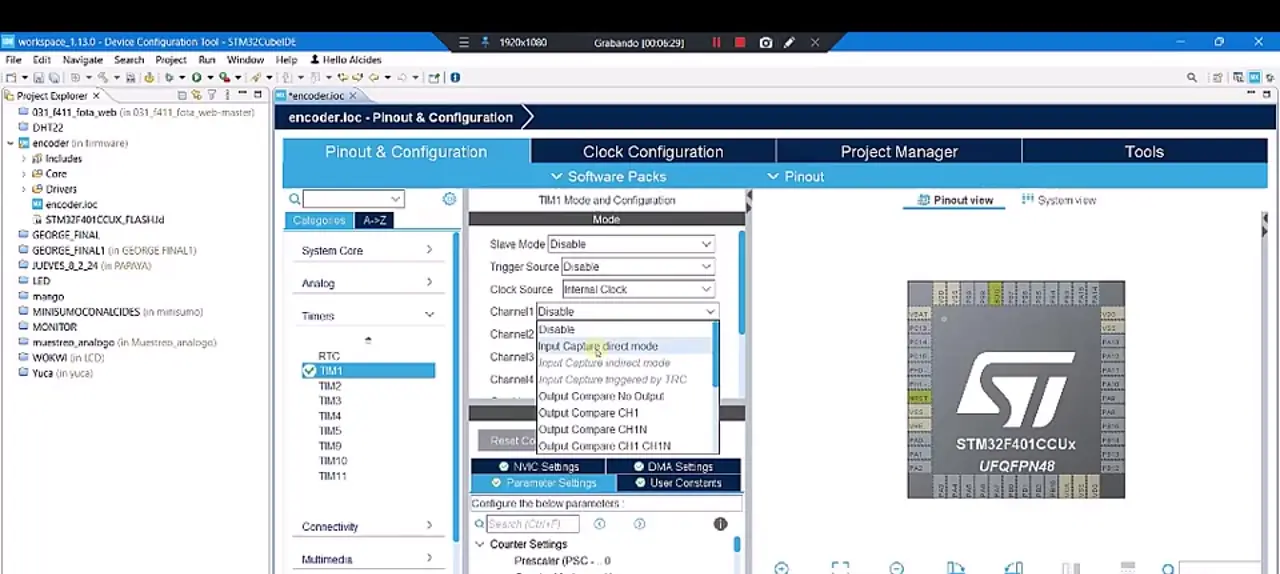 workspace_1.13.0 - Device Configuration Tool - STM32CubeIDE
1920x1080
Grabando [00:06:29]
File Edit Navigate Search Project Run Window Help Hello Alcides
Project Explorer
*encoder.ioc
031_f411_fota_web (in 031_f411_fota_web-master)
DHT22
encoder (in firmware)
Includes
Core
Drivers
encoder.ioc
STM32F401CCUX_FLASH.ld
GEORGE_FINAL
GEORGE_FINAL1 (in GEORGE FINAL1)
JUEVES_8_2_24 (in PAPAYA)
LED
mango
MINISUMOCONALCIDES (in minisumo)
MONITOR
muestreo_analogo (in Muestreo_analogo)
WOKWI (in LCD)
Yuca (in yuca)
encoder.ioc - Pinout & Configuration
Pinout & Configuration
Clock Configuration
Project Manager
Tools
Software Packs
Pinout
Categories
A->Z
System Core
Analog
Timers
RTC
TIM1
TIM2
TIM3
TIM4
TIM5
TIM9
TIM10
TIM11
Connectivity
Multimedia
TIM1 Mode and Configuration
Mode
Slave Mode Disable
Trigger Source Disable
Clock Source Internal Clock
Channel1 Disable
Channel2
Channel3
Channel4
Disable
Input Capture direct mode
Input Capture indirect mode
Input Capture triggered by TRC
Output Compare No Output
Output Compare CH1
Output Compare CH1N
Output Compare CH1 CH1N
NVIC Settings
DMA Settings
Parameter Settings
User Constants
Configure the below parameters :
Search (Ctrl+F)
Counter Settings
Prescaler (PSC - .. 0
Pinout view
System view
ST
STM32F401CCUx
UFQFPN48